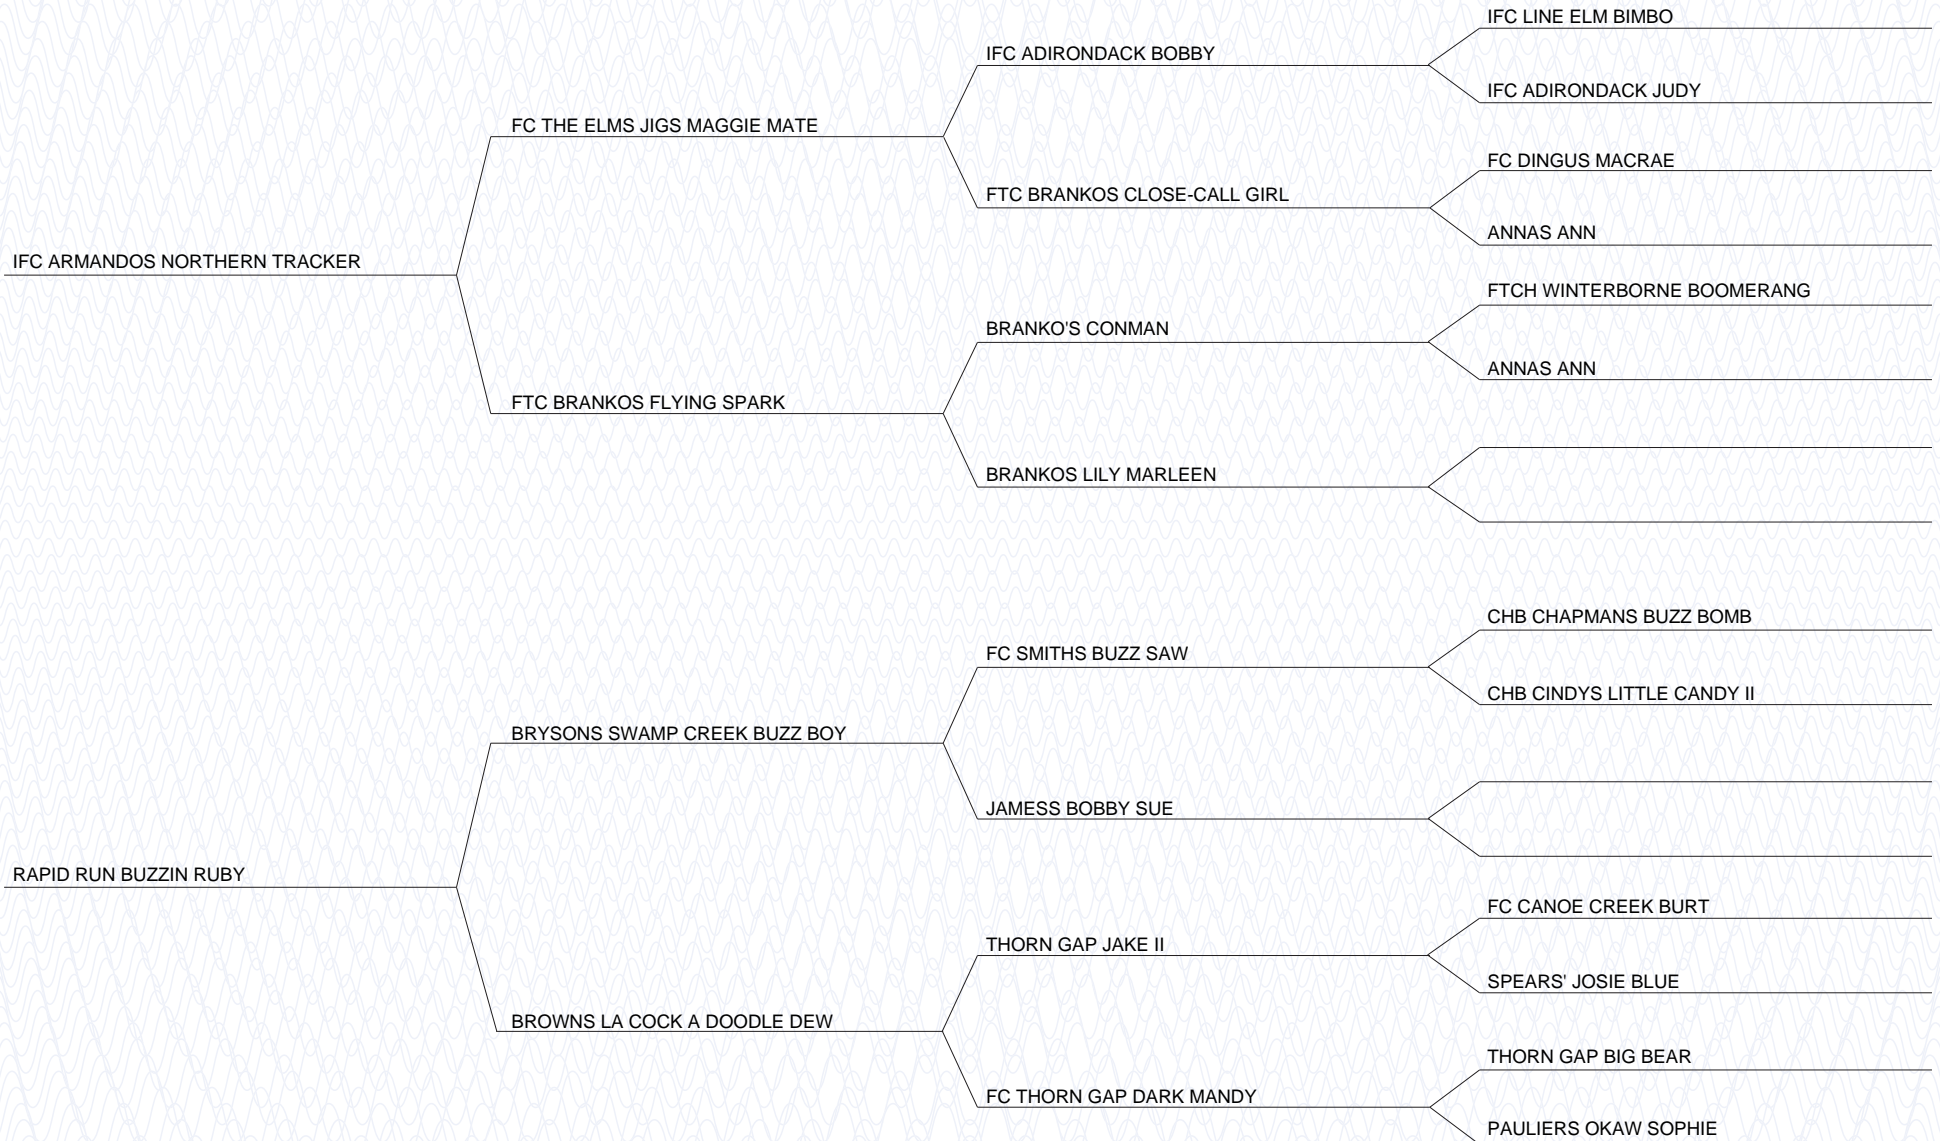 IFC LINE ELM BIMBO
IFC ADIRONDACK BOBBY
IFC ADIRONDACK JUDY
FC THE ELMS JIGS MAGGIE MATE
FC DINGUS MACRAE
FTC BRANKOS CLOSE-CALL GIRL
ANNAS ANN
IFC ARMANDOS NORTHERN TRACKER
FTCH WINTERBORNE BOOMERANG
BRANKO'S CONMAN
ANNAS ANN
FTC BRANKOS FLYING SPARK
BRANKOS LILY MARLEEN
CHB CHAPMANS BUZZ BOMB
FC SMITHS BUZZ SAW
CHB CINDYS LITTLE CANDY II
BRYSONS SWAMP CREEK BUZZ BOY
JAMESS BOBBY SUE
RAPID RUN BUZZIN RUBY
FC CANOE CREEK BURT
THORN GAP JAKE II
SPEARS' JOSIE BLUE
BROWNS LA COCK A DOODLE DEW
THORN GAP BIG BEAR
FC THORN GAP DARK MANDY
PAULIERS OKAW SOPHIE